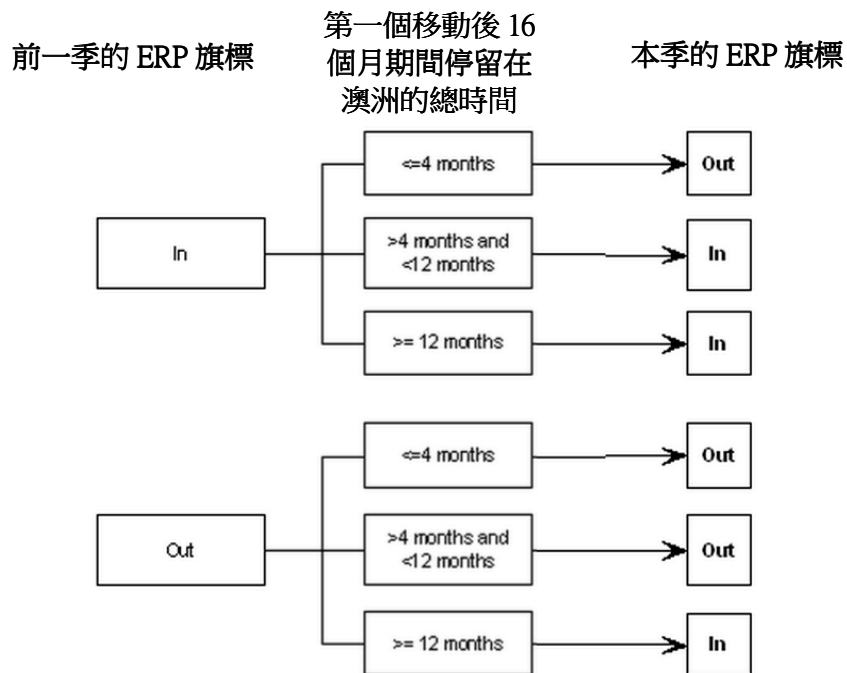 前一季的 ERP 旗標
第一個移動後 16
個月期間停留在
澳洲的總時間
本季的 ERP 旗標
In
<=4 months
Out
>4 months and
<12 months
In
>= 12 months
In
Out
<=4 months
Out
>4 months and
<12 months
Out
>= 12 months
In